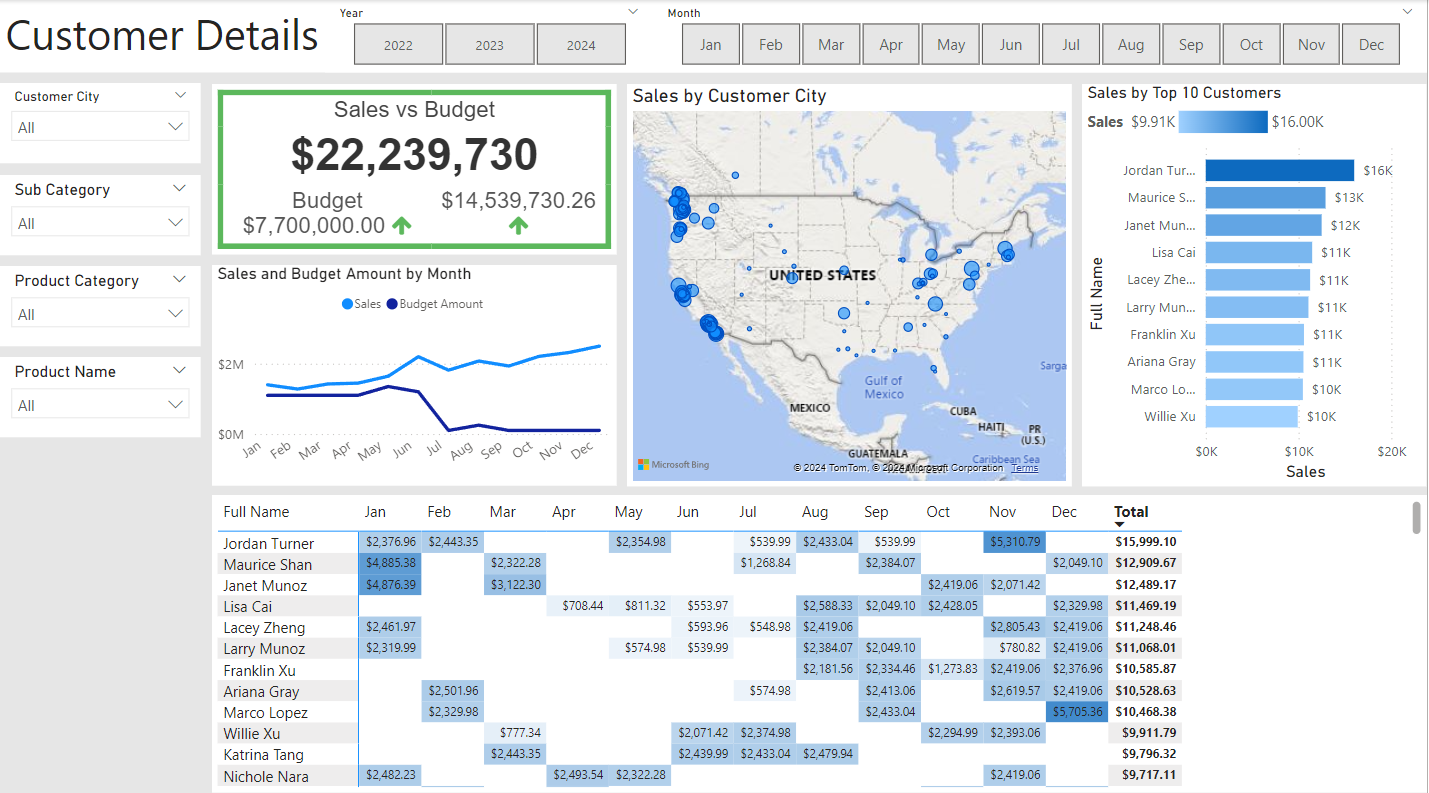 Customer Details
Year
2022 2023 2024
Month
Jan Feb Mar Apr May Jun Jul Aug Sep Oct Nov Dec
Customer City
All
Sub Category
All
Product Category
All
Product Name
All
Sales vs Budget
$22,239,730
Budget
$7,700,000.00
$14,539,730.26
Sales and Budget Amount by Month
Sales Budget Amount
$2M
$0M
Jan Feb Mar Apr May Jun Jul Aug Sep Oct Nov Dec
Sales by Customer City
UNITED STATES
Sarga
Gulf of
Mexico
MEXICO
CUBA
HAITI
PR
(U.S.)
GUATEMALA
Caribbean Sea
Microsoft Bing
© 2024 TomTom, © 2024 Microsoft Corporation Terms
Sales by Top 10 Customers
Sales $9.91K $16.00K
Full Name
Jordan Tur... $16K
Maurice S... $13K
Janet Mun... $12K
Lisa Cai $11K
Lacey Zhe... $11K
Larry Mun... $11K
Franklin Xu $11K
Ariana Gray $11K
Marco Lo... $10K
Willie Xu $10K
$0K $10K $20K
Sales
Full Name Jan Feb Mar Apr May Jun Jul Aug Sep Oct Nov Dec Total
Jordan Turner $2,376.96 $2,443.35 $2,354.98 $539.99 $2,433.04 $539.99 $5,310.79 $15,999.10
Maurice Shan $4,885.38 $2,322.28 $1,268.84 $2,384.07 $2,049.10 $12,909.67
Janet Munoz $4,876.39 $3,122.30 $2,419.06 $2,071.42 $12,489.17
Lisa Cai $708.44 $811.32 $553.97 $2,588.33 $2,049.10 $2,428.05 $2,329.98 $11,469.19
Lacey Zheng $2,461.97 $593.96 $548.98 $2,419.06 $2,805.43 $2,419.06 $11,248.46
Larry Munoz $2,319.99 $574.98 $539.99 $2,384.07 $2,049.10 $780.82 $2,419.06 $11,068.01
Franklin Xu $2,181.56 $2,334.46 $1,273.83 $2,419.06 $2,376.96 $10,585.87
Ariana Gray $2,501.96 $574.98 $2,413.06 $2,619.57 $2,419.06 $10,528.63
Marco Lopez $2,329.98 $2,433.04 $5,705.36 $10,468.38
Willie Xu $777.34 $2,071.42 $2,374.98 $2,294.99 $2,393.06 $9,911.79
Katrina Tang $2,443.35 $2,439.99 $2,433.04 $2,479.94 $9,796.32
Nichole Nara $2,482.23 $2,493.54 $2,322.28 $2,419.06 $9,717.11